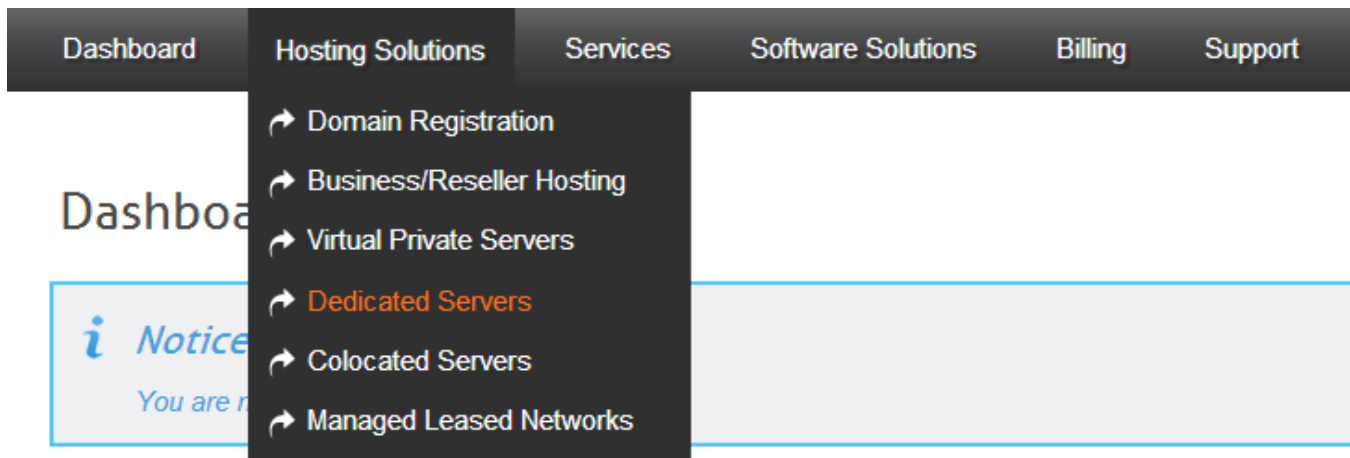 Dashboard Hosting Solutions Services Software Solutions Billing Support
Domain Registration
Business/Reseller Hosting
Virtual Private Servers
Dedicated Servers
Colocated Servers
Managed Leased Networks
Dashboa
Notice
You are